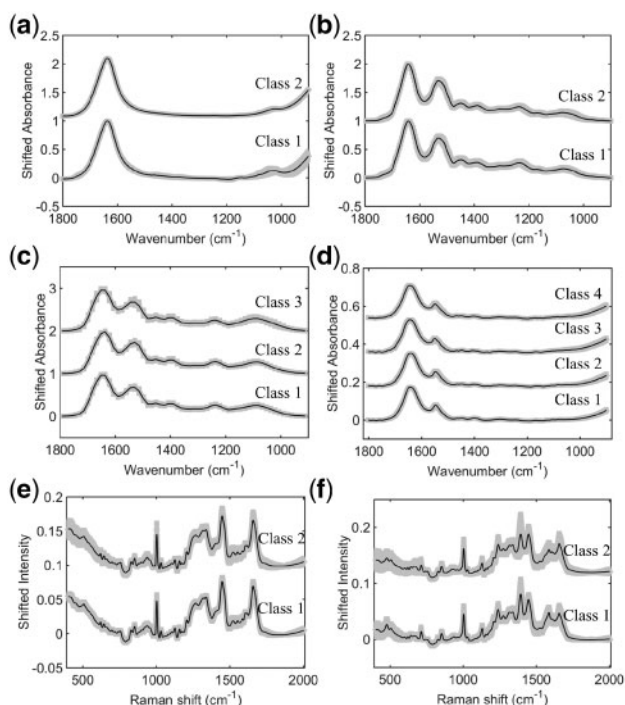 (a)
2.5
2
1.5
1
0.5
0
-0.5
1800
1600
1400
1200
1000
Class 2
Class 1
Shifted Absorbance
Wavenumber (cm⁻¹)
(b)
2.5
2
1.5
1
0.5
0
-0.5
1800
1600
1400
1200
1000
Class 2
Class 1
Shifted Absorbance
Wavenumber (cm⁻¹)
(c)
3
2
1
0
1800
1600
1400
1200
1000
Class 3
Class 2
Class 1
Shifted Absorbance
Wavenumber (cm⁻¹)
(d)
0.8
0.6
0.4
0.2
0
1800
1600
1400
1200
1000
Class 4
Class 3
Class 2
Class 1
Shifted Absorbance
Wavenumber (cm⁻¹)
(e)
0.2
0.15
0.1
0.05
0
-0.05
500
1000
1500
2000
Class 2
Class 1
Shifted Intensity
Raman shift (cm⁻¹)
(f)
0.2
0.1
0
500
1000
1500
2000
Class 2
Class 1
Shifted Intensity
Raman shift (cm⁻¹)